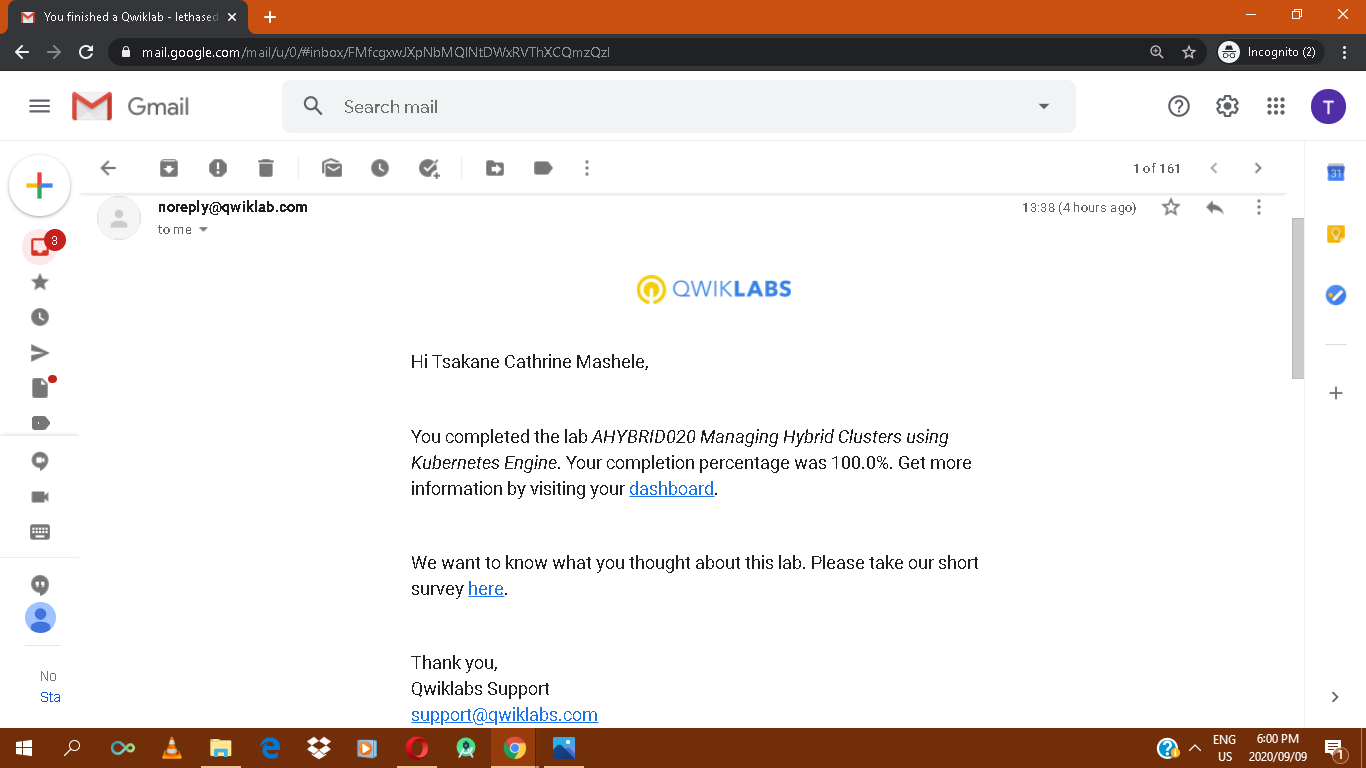 You finished a Qwiklab - lethased
mail.google.com/mail/u/0/#inbox/FMfcgxwJXpNbMQlNtDWxRVThXCQmzQzl
Incognito (2)
Gmail
Search mail
T
1 of 161
31
noreply@qwiklab.com
13:38 (4 hours ago)
to me
3
QWIKLABS
Hi Tsakane Cathrine Mashele,
You completed the lab AHYBRID020 Managing Hybrid Clusters using
Kubernetes Engine. Your completion percentage was 100.0%. Get more
information by visiting your dashboard.
We want to know what you thought about this lab. Please take our short
survey here.
Thank you,
Qwiklabs Support
support@qwiklabs.com
No
Sta
ENG
US
6:00 PM
2020/09/09
1